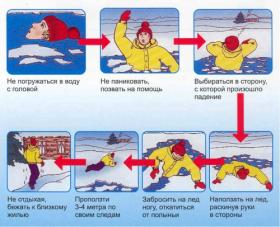 Не погружаться в воду
с головой
Не паниковать,
позвать на помощь
Выбираться в сторону,
с которой произошло
падение
Наползать на лед,
раскинув руки
в стороны
Забросить на лед
ногу, откатиться
от полыньи
Проползти
3-4 метра по
своим следам
Не отдыхая,
бежать к близкому
жилью